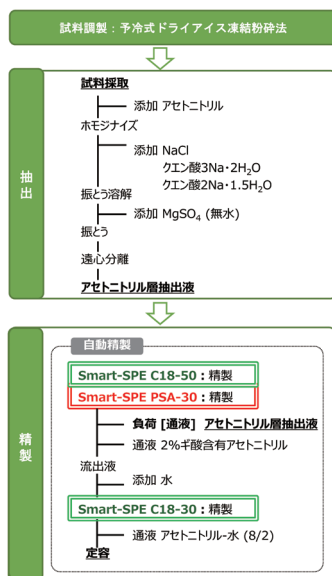 試料調製：予冷式ドライアイス凍結粉砕法
抽出
試料採取
添加 アセトニトリル
ホモジナイズ
添加 NaCl
クエン酸3Na・2H₂O
クエン酸2Na・1.5H₂O
振とう溶解
添加 MgSO₄ (無水)
振とう
遠心分離
アセトニトリル層抽出液
精製
自動精製
Smart-SPE C18-50：精製
Smart-SPE PSA-30：精製
負荷 [通液] アセトニトリル層抽出液
通液 2%ギ酸含有アセトニトリル
流出液
添加 水
Smart-SPE C18-30：精製
通液 アセトニトリル-水 (8/2)
定容